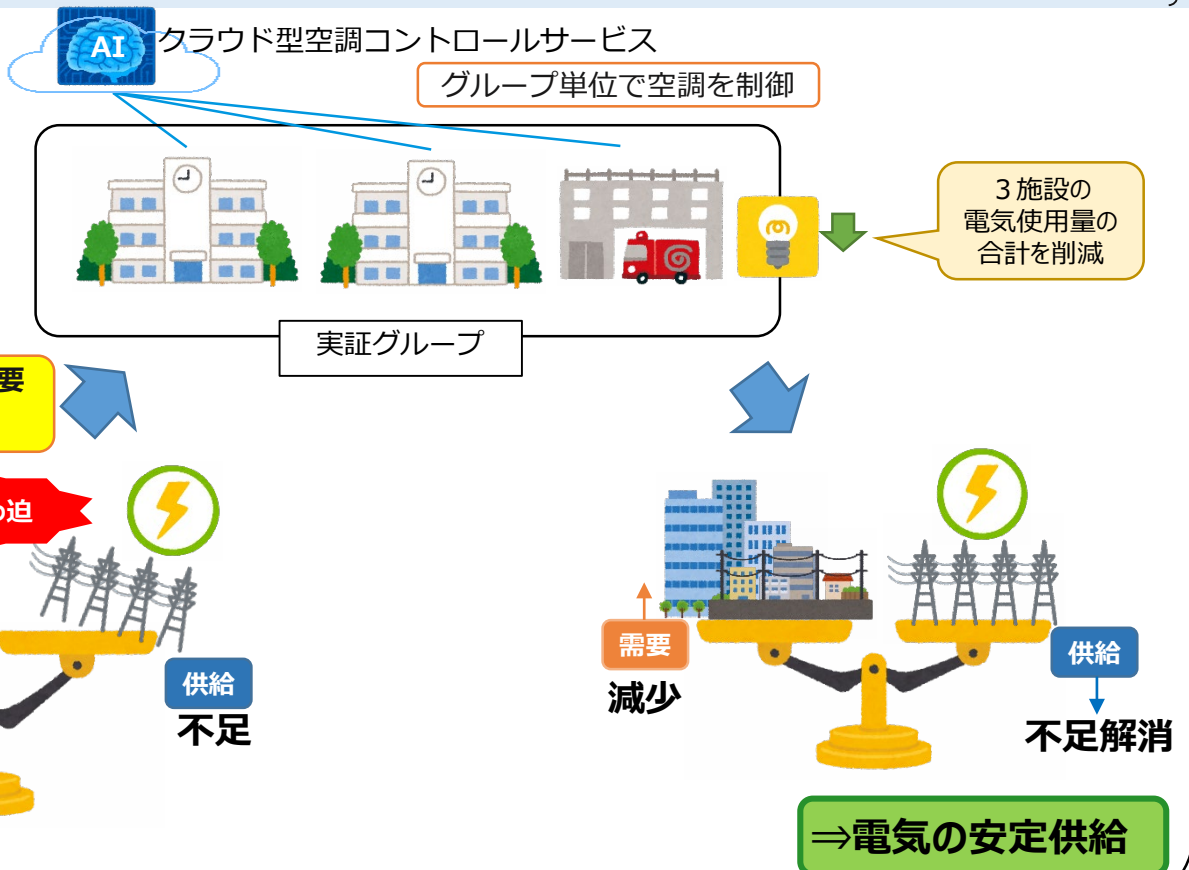 AI
クラウド型空調コントロールサービス
グループ単位で空調を制御
3施設の
電気使用量の
合計を削減
実証グループ
要
迫
供給
不足
需要
減少
供給
不足解消
⇒電気の安定供給